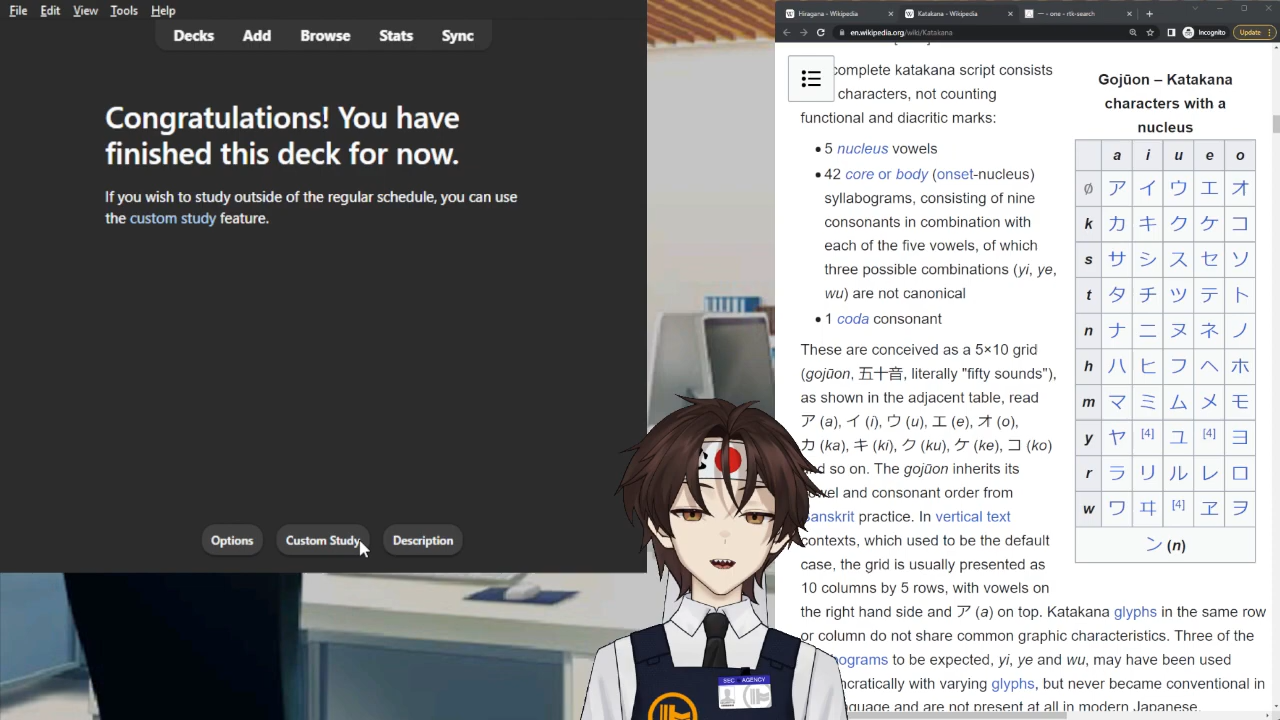 File Edit View Tools Help
Decks Add Browse Stats Sync
Congratulations! You have
finished this deck for now.
If you wish to study outside of the regular schedule, you can use
the custom study feature.
Options Custom Study Description
Hiragana - Wikipedia
Katakana - Wikipedia
一 - one - rtk-search
en.wikipedia.org/wiki/Katakana
Incognito
Update
complete katakana script consists
characters, not counting
functional and diacritic marks:
• 5 nucleus vowels
• 42 core or body (onset-nucleus)
syllabograms, consisting of nine
consonants in combination with
each of the five vowels, of which
three possible combinations (yi, ye,
wu) are not canonical
• 1 coda consonant
These are conceived as a 5×10 grid
(gojūon, 五十音, literally "fifty sounds"),
as shown in the adjacent table, read
ア (a), イ (i), ウ (u), エ (e), オ (o),
カ (ka), キ (ki), ク (ku), ケ (ke), コ (ko)
and so on. The gojūon inherits its
vowel and consonant order from
Sanskrit practice. In vertical text
contexts, which used to be the default
case, the grid is usually presented as
10 columns by 5 rows, with vowels on
the right hand side and ア (a) on top. Katakana glyphs in the same row
or column do not share common graphic characteristics. Three of the
to be expected, yi, ye and wu, may have been used
with varying glyphs, but never became conventional in
language and are not present at all in modern Japanese.
Gojūon – Katakana
characters with a
nucleus
a i u e o
∅ ア イ ウ エ オ
k カ キ ク ケ コ
s サ シ ス セ ソ
t タ チ ツ テ ト
n ナ ニ ヌ ネ ノ
h ハ ヒ フ ヘ ホ
m マ ミ ム メ モ
y ヤ [4] ユ [4] ヨ
r ラ リ ル レ ロ
w ワ ヰ [4] ヱ ヲ
ン (n)
SEC AGENCY